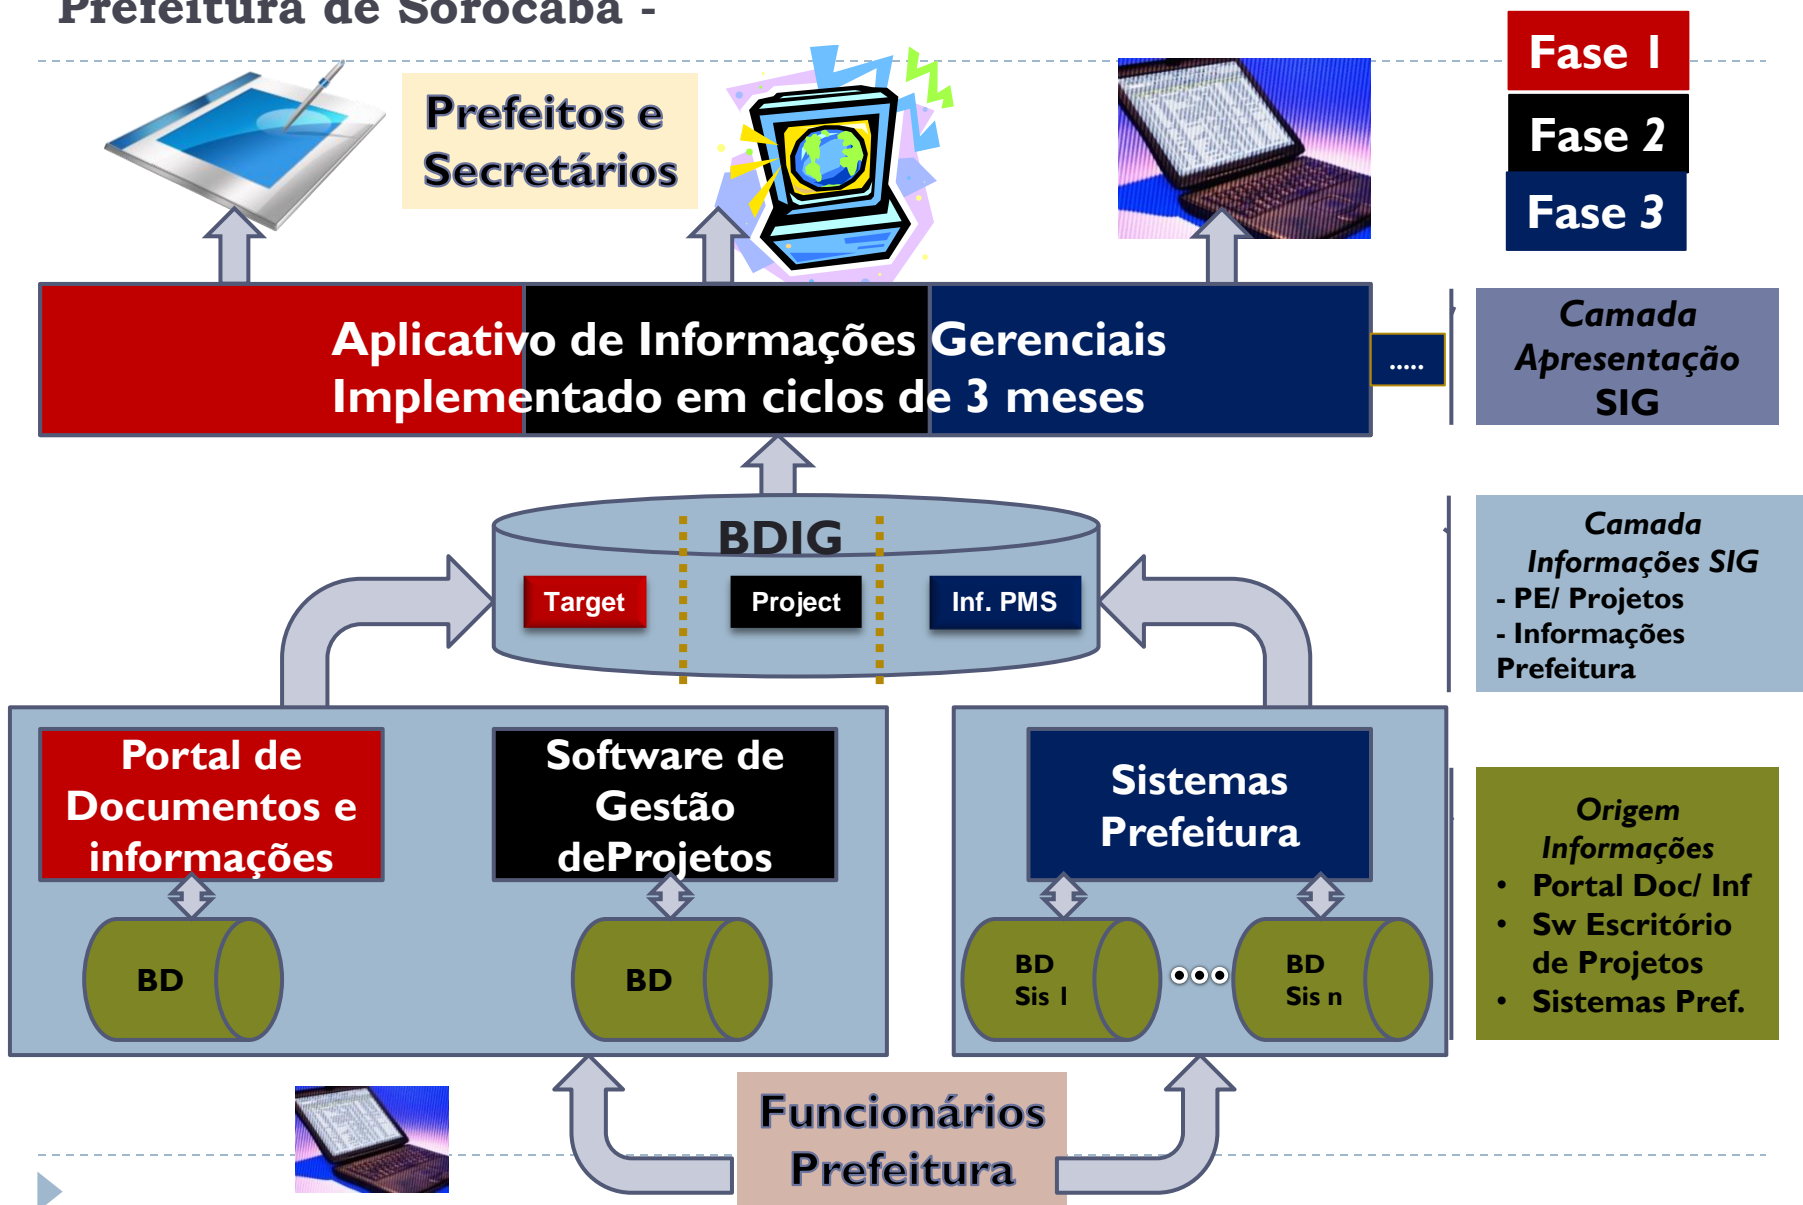 Prefeitura de Sorocaba -
Fase 1
Fase 2
Fase 3
Prefeitos e
Secretários
Aplicativo de Informações Gerenciais
Implementado em ciclos de 3 meses
.....
Camada
Apresentação
SIG
BDIG
Target
Project
Inf. PMS
Camada
Informações SIG
- PE/ Projetos
- Informações
Prefeitura
Portal de
Documentos e
informações
Software de
Gestão
deProjetos
Sistemas
Prefeitura
BD
BD
BD
Sis 1
BD
Sis n
Origem
Informações
• Portal Doc/ Inf
• Sw Escritório
de Projetos
• Sistemas Pref.
Funcionários
Prefeitura